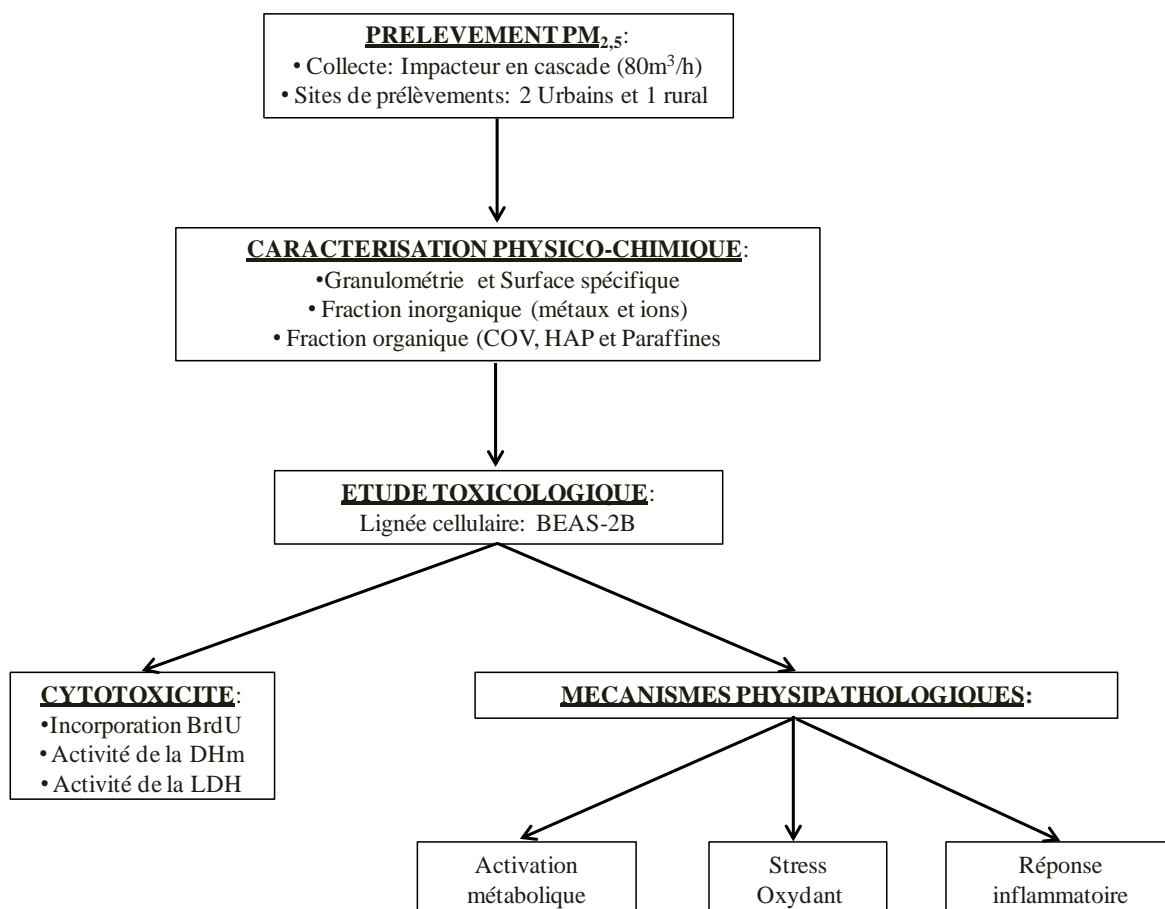 PRELEVEMENT PM2,5:
• Collecte: Impacteur en cascade (80m3/h)
• Sites de prélèvements: 2 Urbains et 1 rural
CARACTERISATION PHYSICO-CHIMIQUE:
•Granulométrie et Surface spécifique
• Fraction inorganique (métaux et ions)
• Fraction organique (COV, HAP et Paraffines
ETUDE TOXICOLOGIQUE:
Lignée cellulaire: BEAS-2B
CYTOTOXICITE:
•Incorporation BrdU
• Activité de la DHm
• Activité de la LDH
MECANISMES PHYSIPATHOLOGIQUES:
Activation
métabolique
Stress
Oxydant
Réponse
inflammatoire